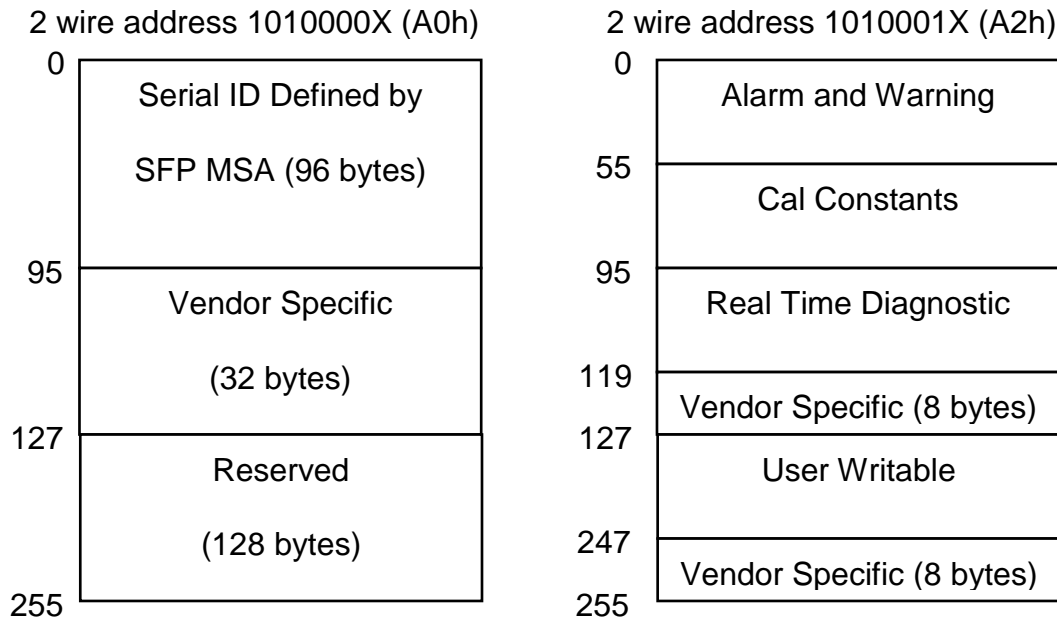 2 wire address 1010000X (A0h)
0
Serial ID Defined by
SFP MSA (96 bytes)
95
Vendor Specific
(32 bytes)
127
Reserved
(128 bytes)
255
2 wire address 1010001X (A2h)
0
Alarm and Warning
55
Cal Constants
95
Real Time Diagnostic
119
Vendor Specific (8 bytes)
127
User Writable
247
Vendor Specific (8 bytes)
255